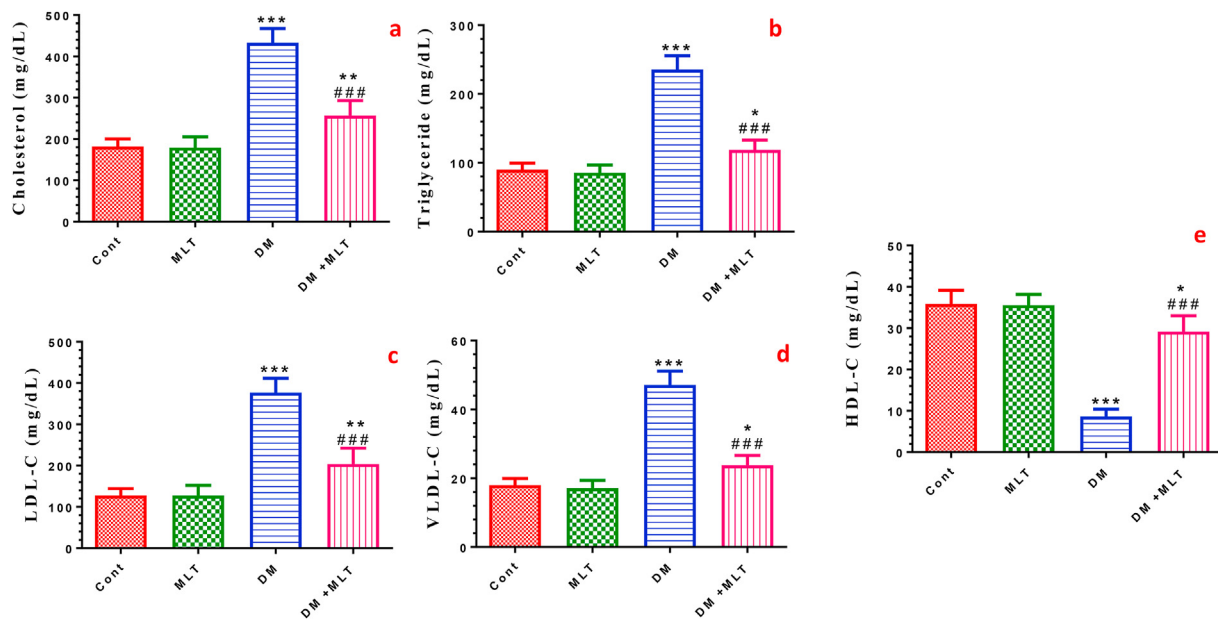 a
500
400
300
200
100
0
Cholesterol (mg/dL)
***
**
###
Cont
MLT
DM
DM +MLT
b
300
200
100
0
Triglyceride (mg/dL)
***
*
###
Cont
MLT
DM
DM +MLT
c
500
400
300
200
100
0
LDL-C (mg/dL)
***
**
###
Cont
MLT
DM
DM +MLT
d
60
40
20
0
VLDL-C (mg/dL)
***
*
###
Cont
MLT
DM
DM +MLT
e
50
40
30
20
10
0
HDL-C (mg/dL)
***
*
###
Cont
MLT
DM
DM +MLT